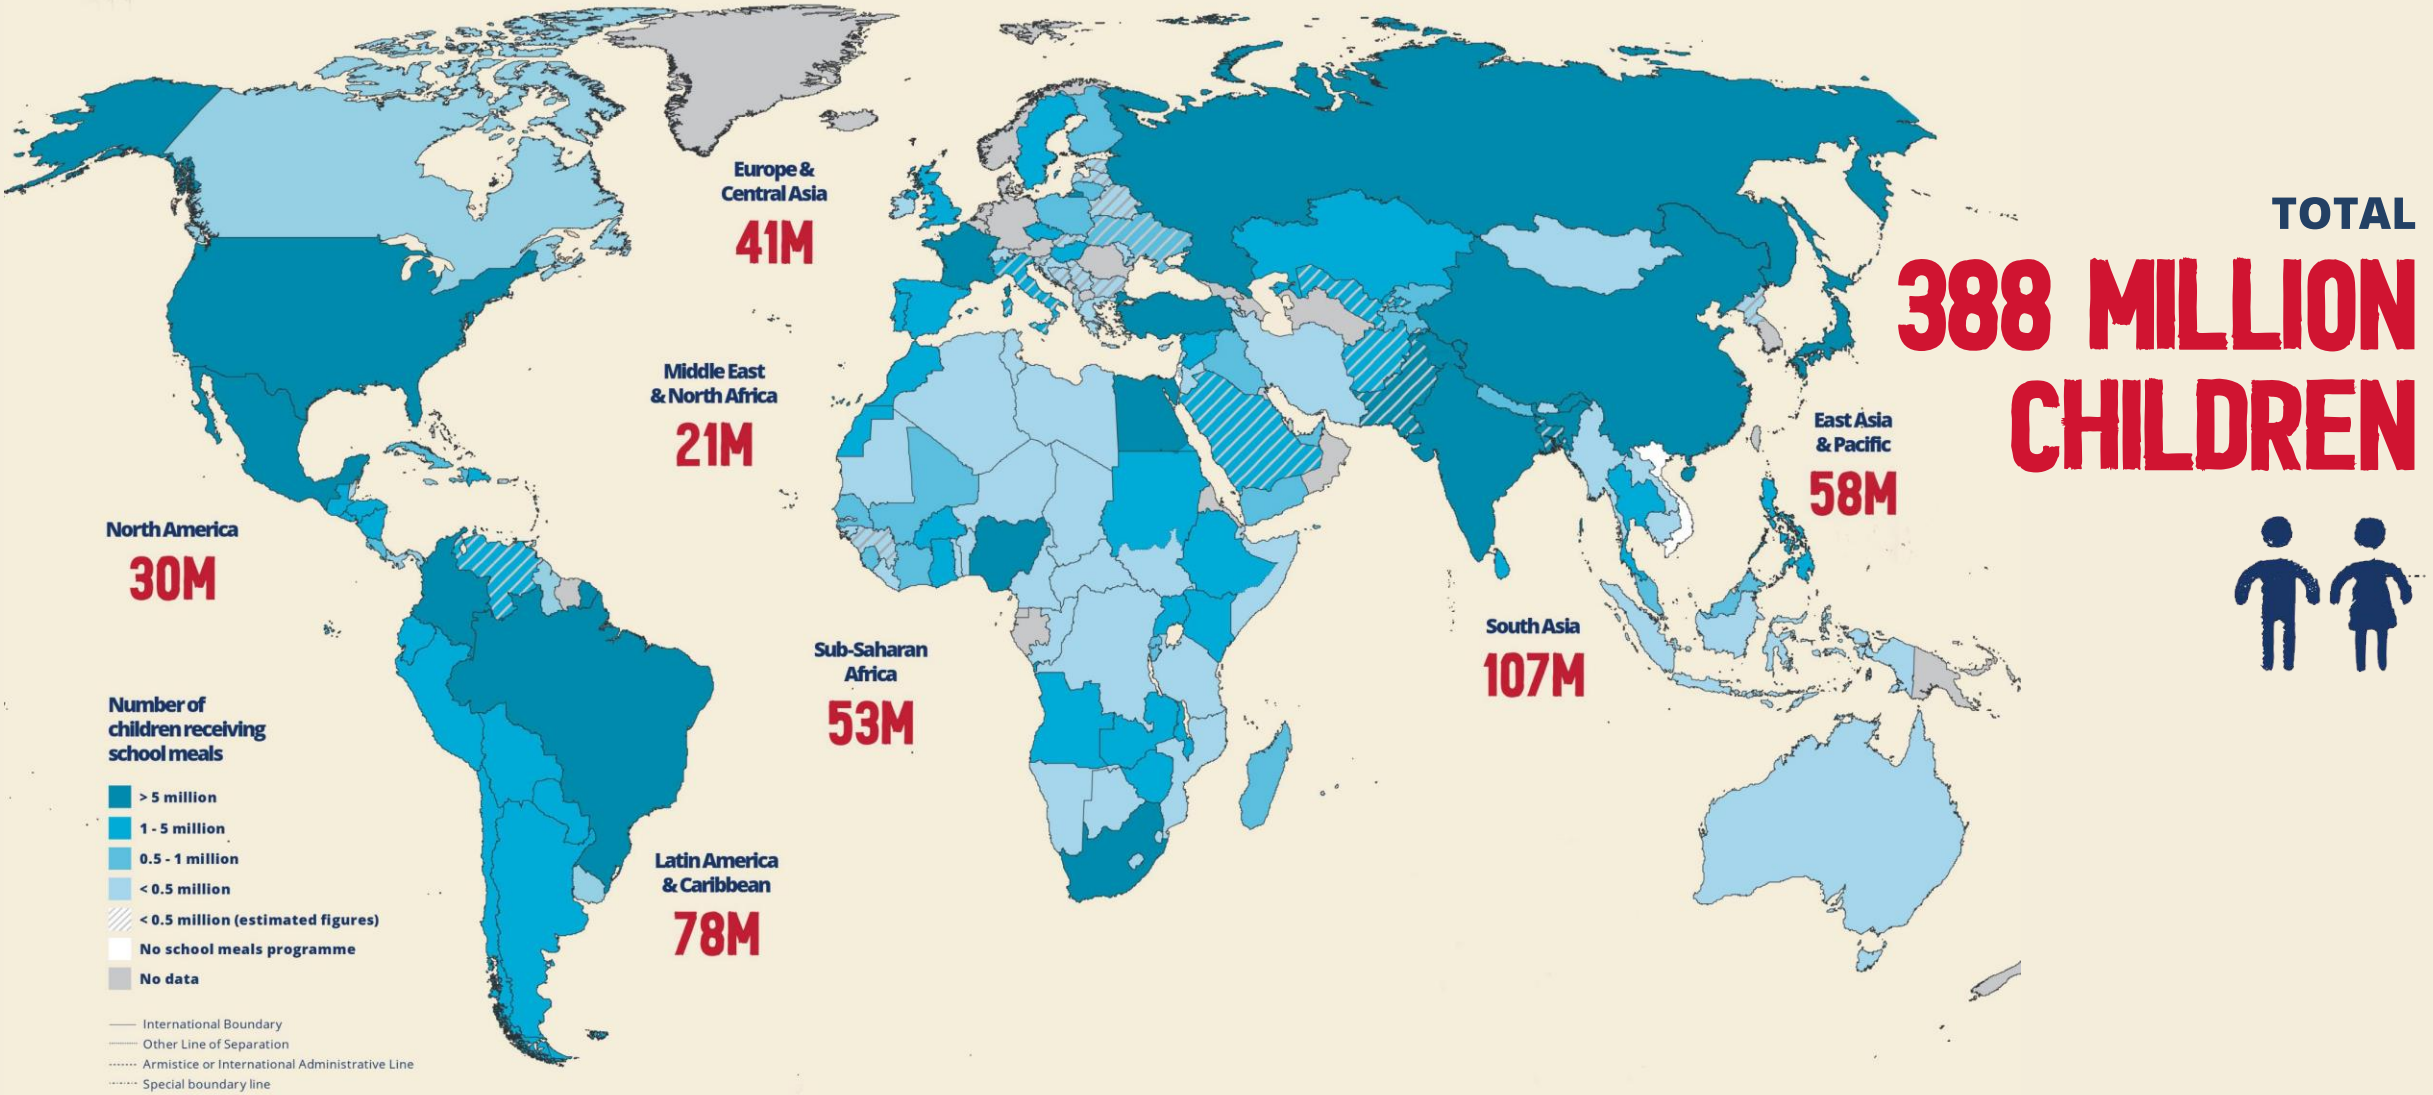 Europe &
Central Asia
41M
TOTAL
388 MILLION
CHILDREN
Middle East
& North Africa
21M
East Asia
& Pacific
58M
North America
30M
Sub-Saharan
Africa
53M
South Asia
107M
Latin America
& Caribbean
78M
Number of
children receiving
school meals
> 5 million
1 - 5 million
0.5 - 1 million
< 0.5 million
< 0.5 million (estimated figures)
No school meals programme
No data
International Boundary
Other Line of Separation
Armistice or International Administrative Line
Special boundary line